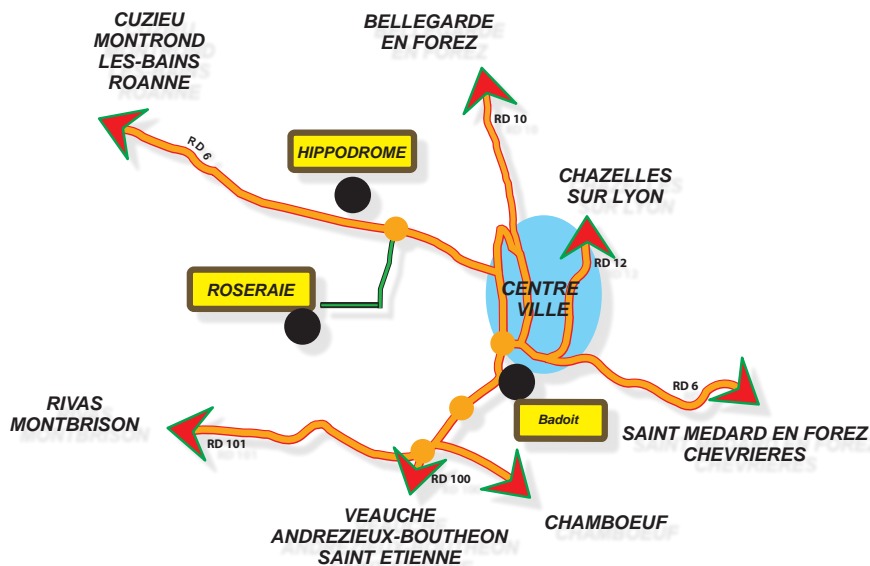 CUZIEU
MONTROND
LES-BAINS
ROANNE
BELLEGARDE
EN FOREZ
RD 10
RD 6
HIPPODROME
CHAZELLES
SUR LYON
RD 12
ROSERAIE
CENTRE
VILLE
RD 6
RIVAS
MONTBRISON
RD 101
Badoit
SAINT MEDARD EN FOREZ
CHEVRIERES
RD 100
VEAUCHE
ANDREZIEUX-BOUTHEON
SAINT ETIENNE
CHAMBOEUF